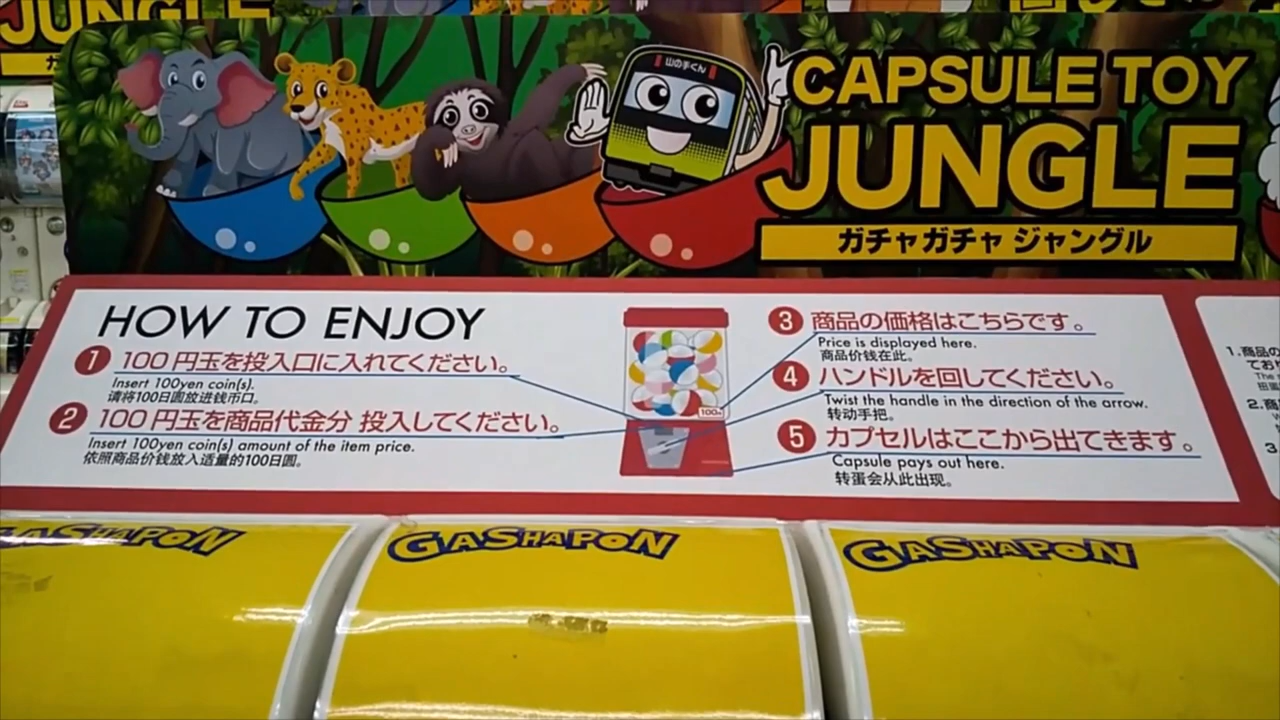 JUNGLE
山の手くん
CAPSULE TOY
JUNGLE
ガチャガチャ ジャングル
HOW TO ENJOY
1 100円玉を投入口に入れてください。
Insert 100yen coin(s).
请将100日圆放进钱币口。
2 100円玉を商品代金分 投入してください。
Insert 100yen coin(s) amount of the item price.
依照商品价钱放入适量的100日圆。
100
3 商品の価格はこちらです。
Price is displayed here.
商品价钱在此。
4 ハンドルを回してください。
Twist the handle in the direction of the arrow.
转动手把。
5 カプセルはここから出てきます。
Capsule pays out here.
转蛋会从此出现。
1.商品の
ており
扭蛋
2.商
3
GASHAPON
GASHAPON
GASHAPON